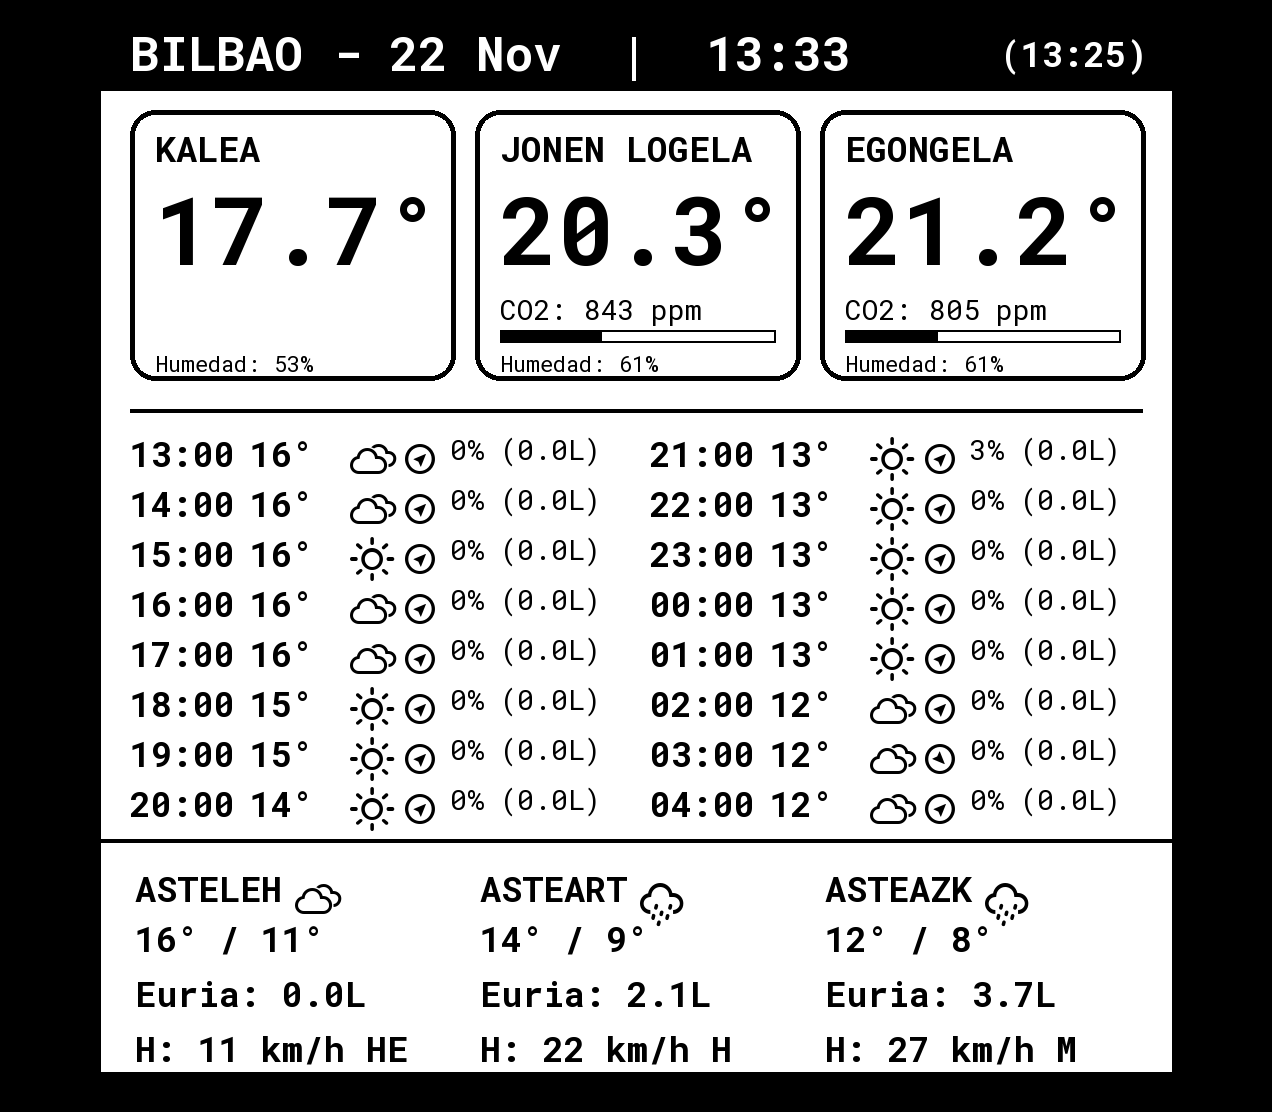 BILBAO - 22 Nov | 13:33 (13:25)
KALEA
17.7°
Humedad: 53%
JONEN LOGELA
20.3°
CO2: 843 ppm
Humedad: 61%
EGONGELA
21.2°
CO2: 805 ppm
Humedad: 61%
13:00 16° 0% (0.0L)
14:00 16° 0% (0.0L)
15:00 16° 0% (0.0L)
16:00 16° 0% (0.0L)
17:00 16° 0% (0.0L)
18:00 15° 0% (0.0L)
19:00 15° 0% (0.0L)
20:00 14° 0% (0.0L)
21:00 13° 3% (0.0L)
22:00 13° 0% (0.0L)
23:00 13° 0% (0.0L)
00:00 13° 0% (0.0L)
01:00 13° 0% (0.0L)
02:00 12° 0% (0.0L)
03:00 12° 0% (0.0L)
04:00 12° 0% (0.0L)
ASTELEH
16° / 11°
Euria: 0.0L
H: 11 km/h HE
ASTEART
14° / 9°
Euria: 2.1L
H: 22 km/h H
ASTEAZK
12° / 8°
Euria: 3.7L
H: 27 km/h M